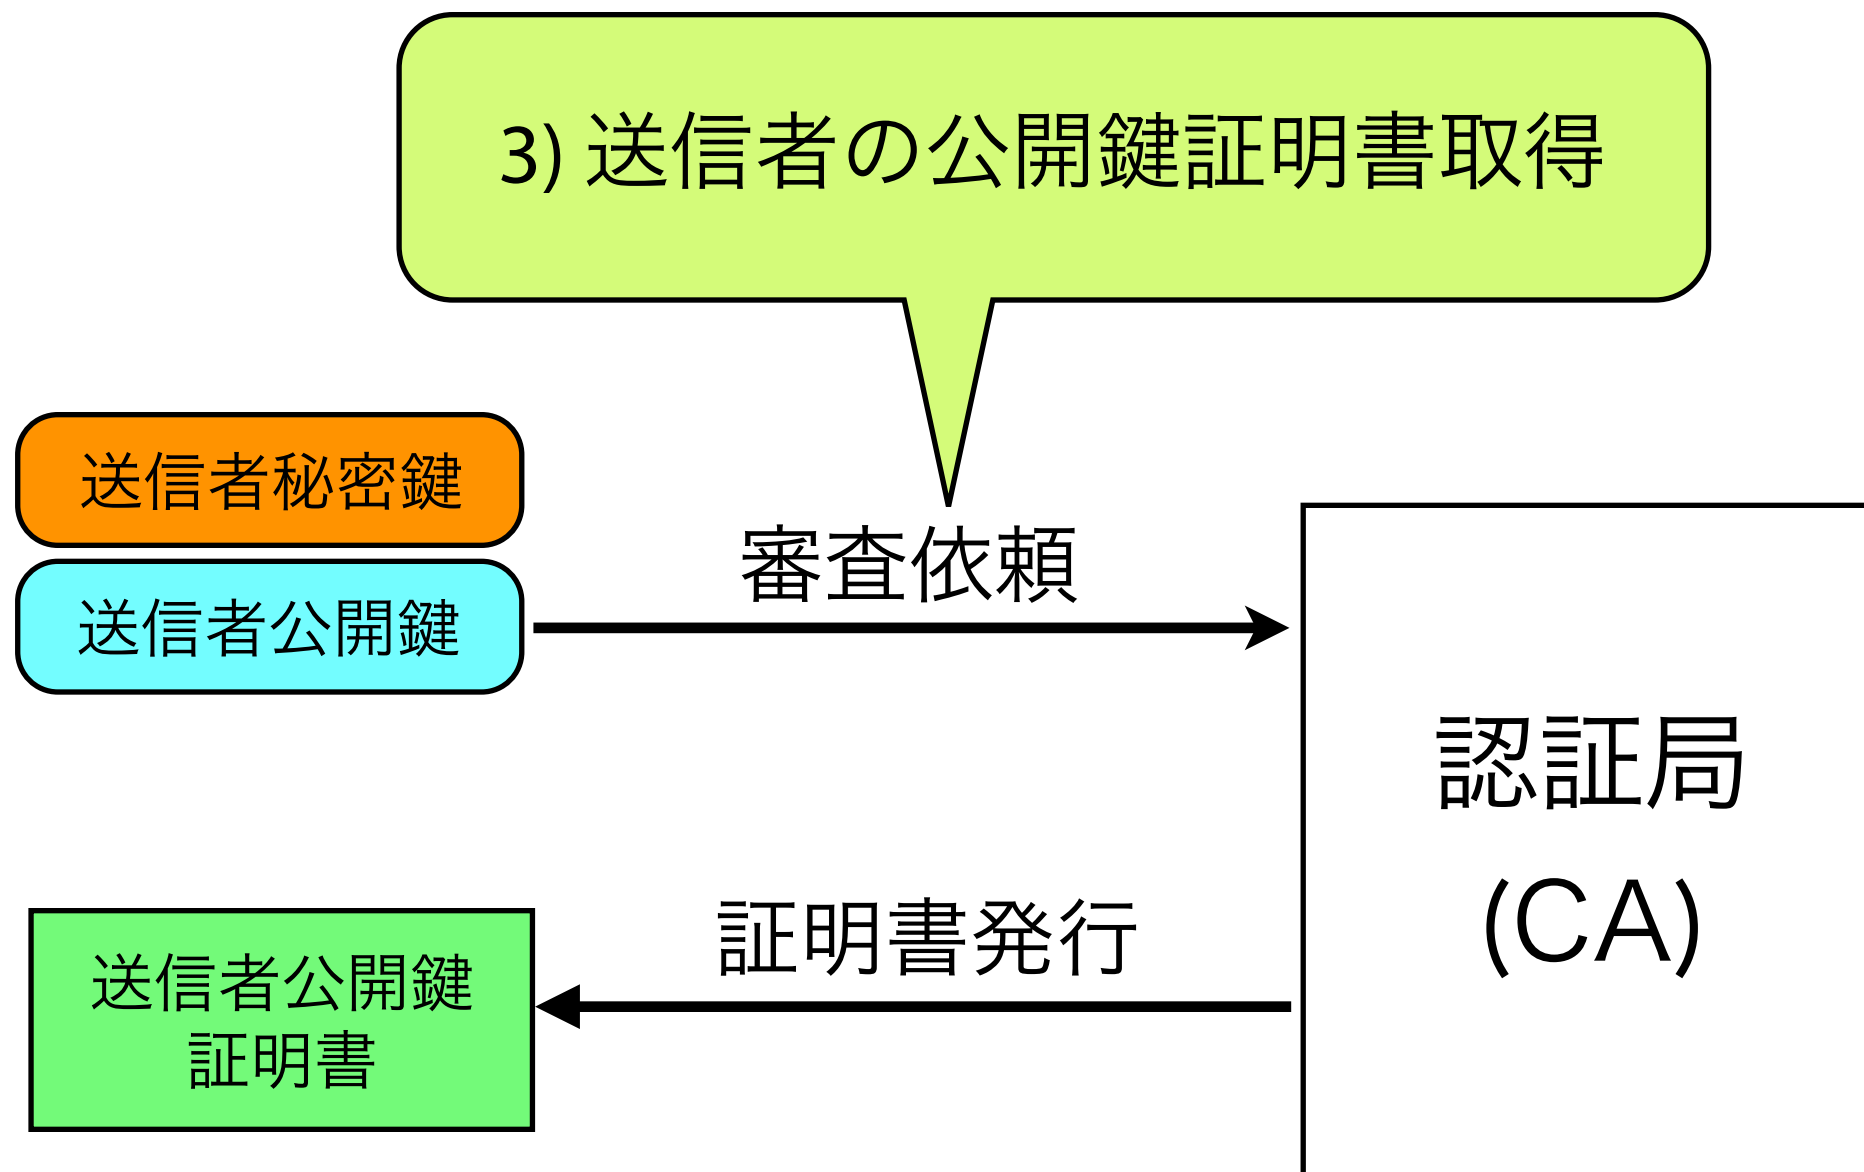 3) 送信者の公開鍵証明書取得
送信者秘密鍵
送信者公開鍵
審査依頼
認証局
(CA)
証明書発行
送信者公開鍵
証明書